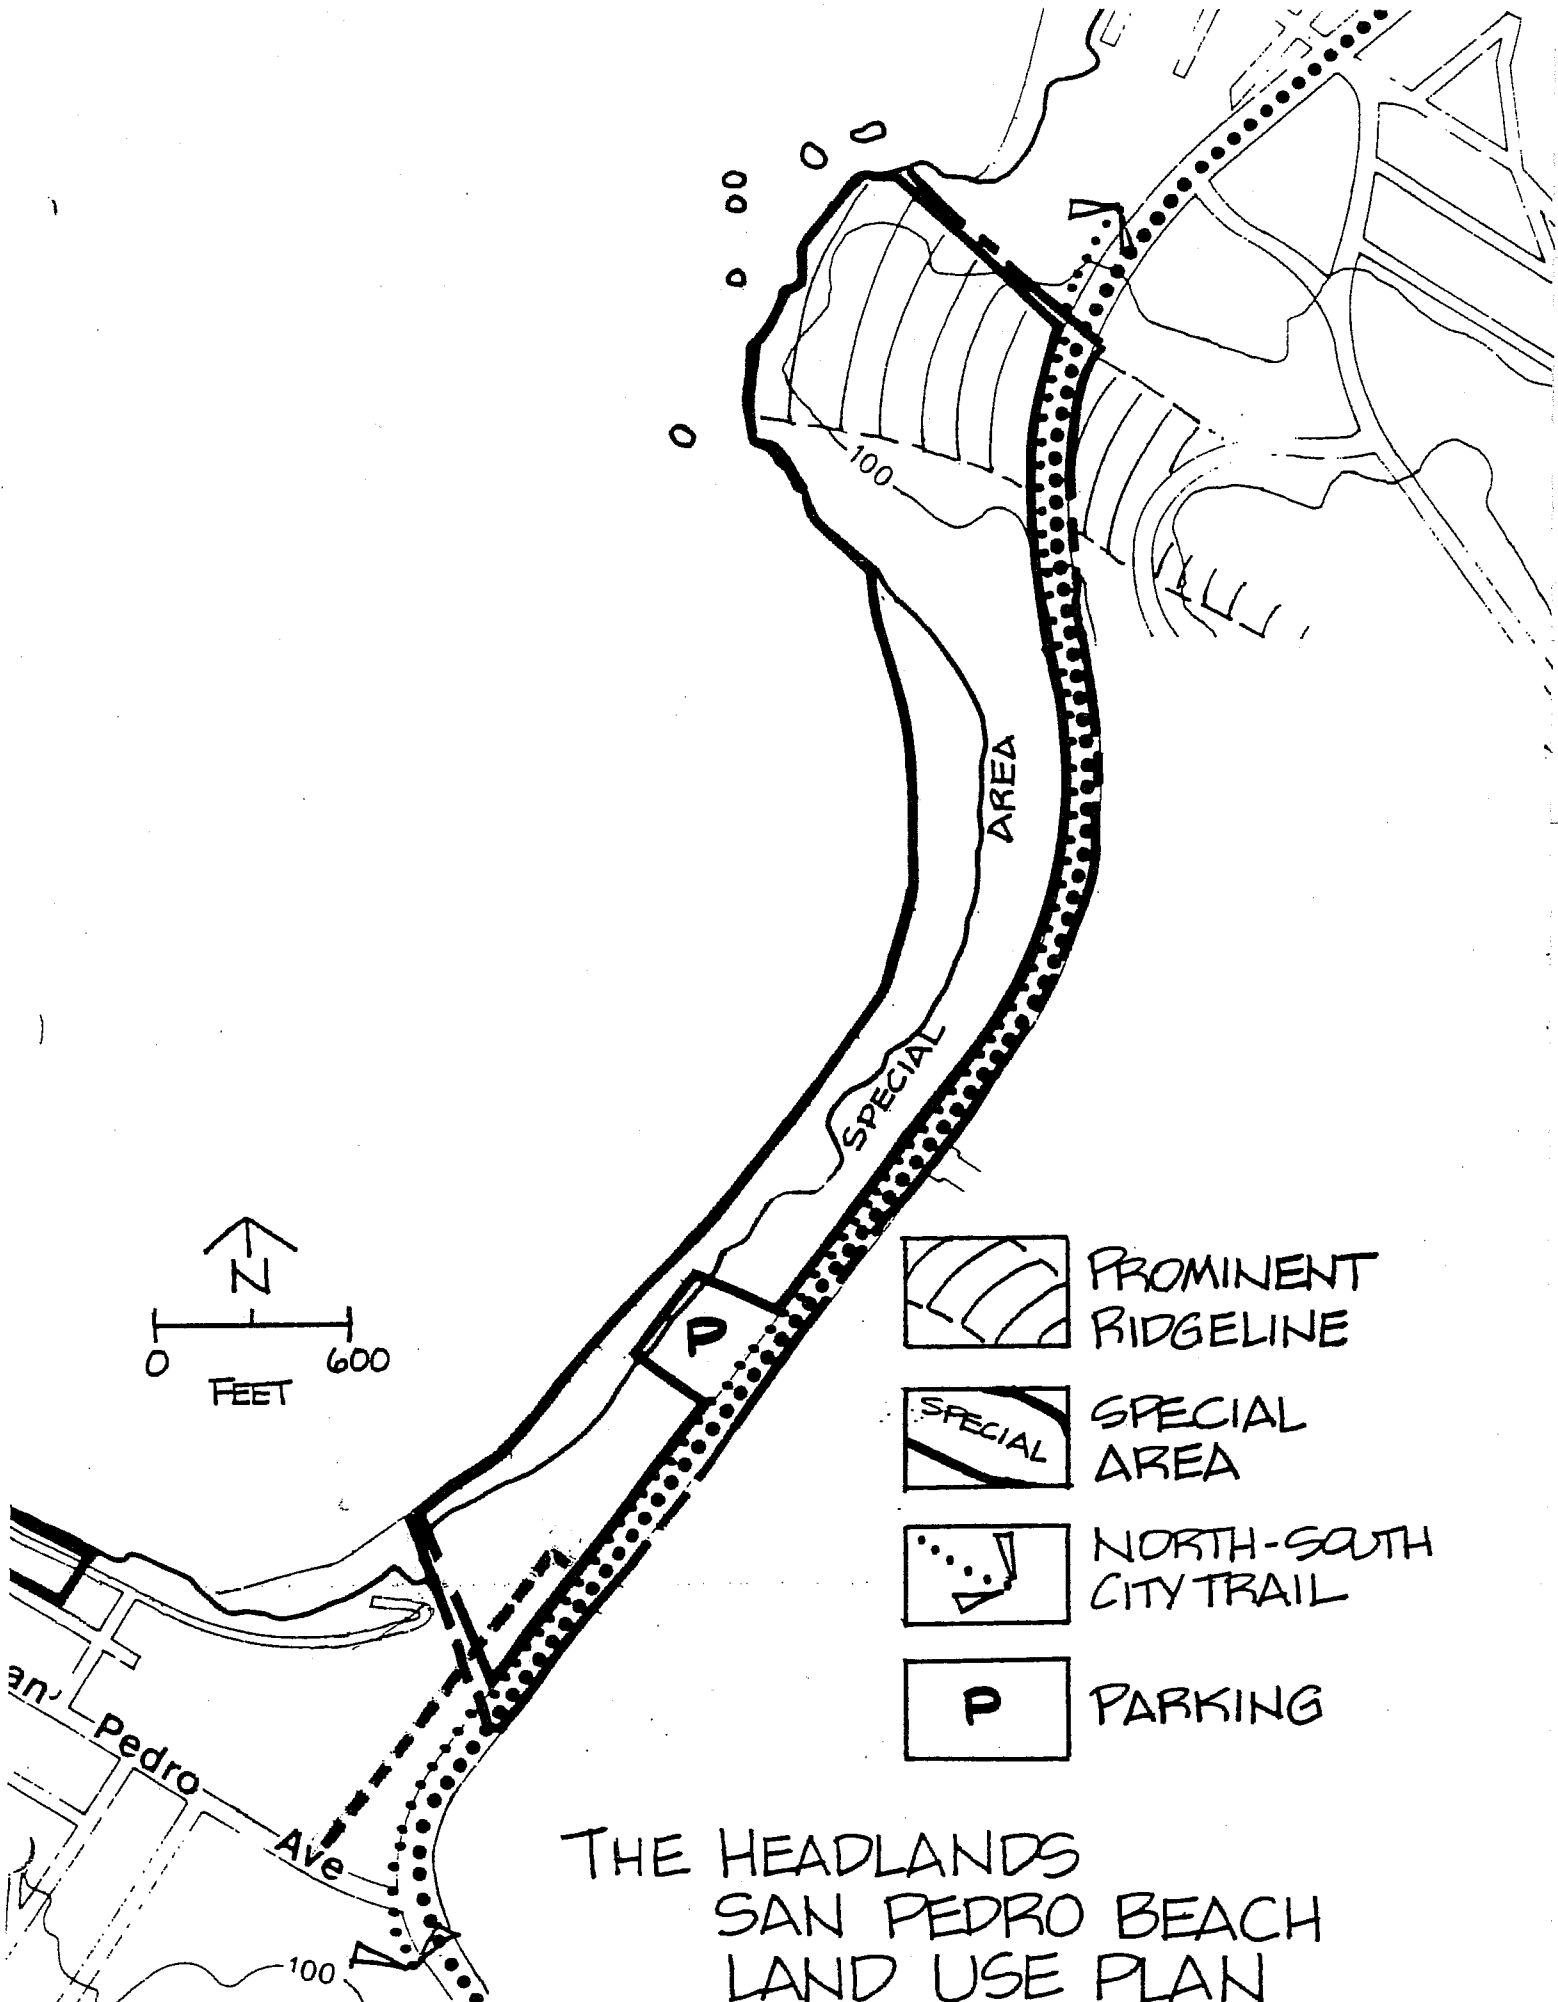 100
AREA
SPECIAL
P
N
0 600
FEET
PROMINENT
RIDGELINE
SPECIAL
SPECIAL
AREA
NORTH-SOUTH
CITY TRAIL
P
PARKING
an
Pedro
Ave
100
THE HEADLANDS
SAN PEDRO BEACH
LAND USE PLAN